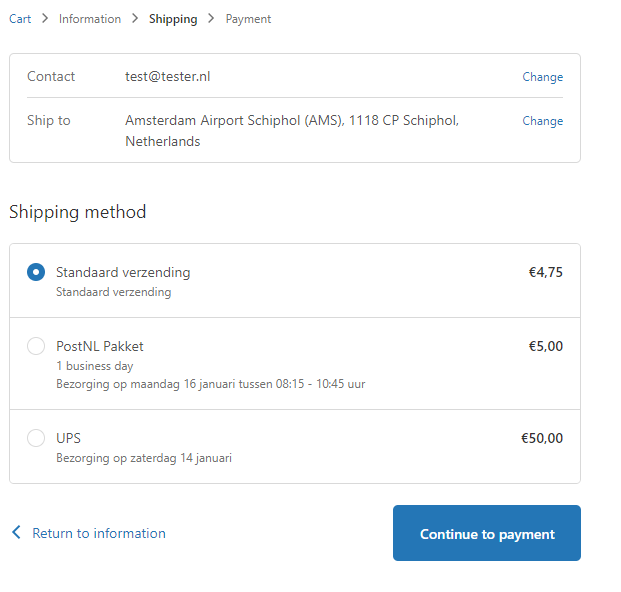 Cart > Information > Shipping > Payment
Contact test@tester.nl Change
Ship to Amsterdam Airport Schiphol (AMS), 1118 CP Schiphol, Change
Netherlands
Shipping method
Standaard verzending €4,75
Standaard verzending
PostNL Pakket €5,00
1 business day
Bezorging op maandag 16 januari tussen 08:15 - 10:45 uur
UPS €50,00
Bezorging op zaterdag 14 januari
< Return to information Continue to payment